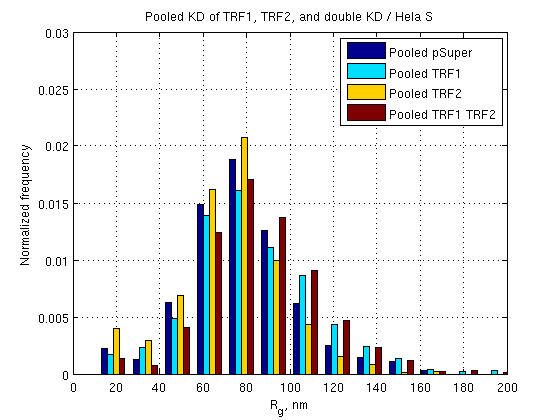 Pooled KD of TRF1, TRF2, and double KD / Hela S
0.03
0.025
0.02
0.015
0.01
0.005
0
Normalized frequency
Pooled pSuper
Pooled TRF1
Pooled TRF2
Pooled TRF1 TRF2
0 20 40 60 80 100 120 140 160 180 200
Rg, nm